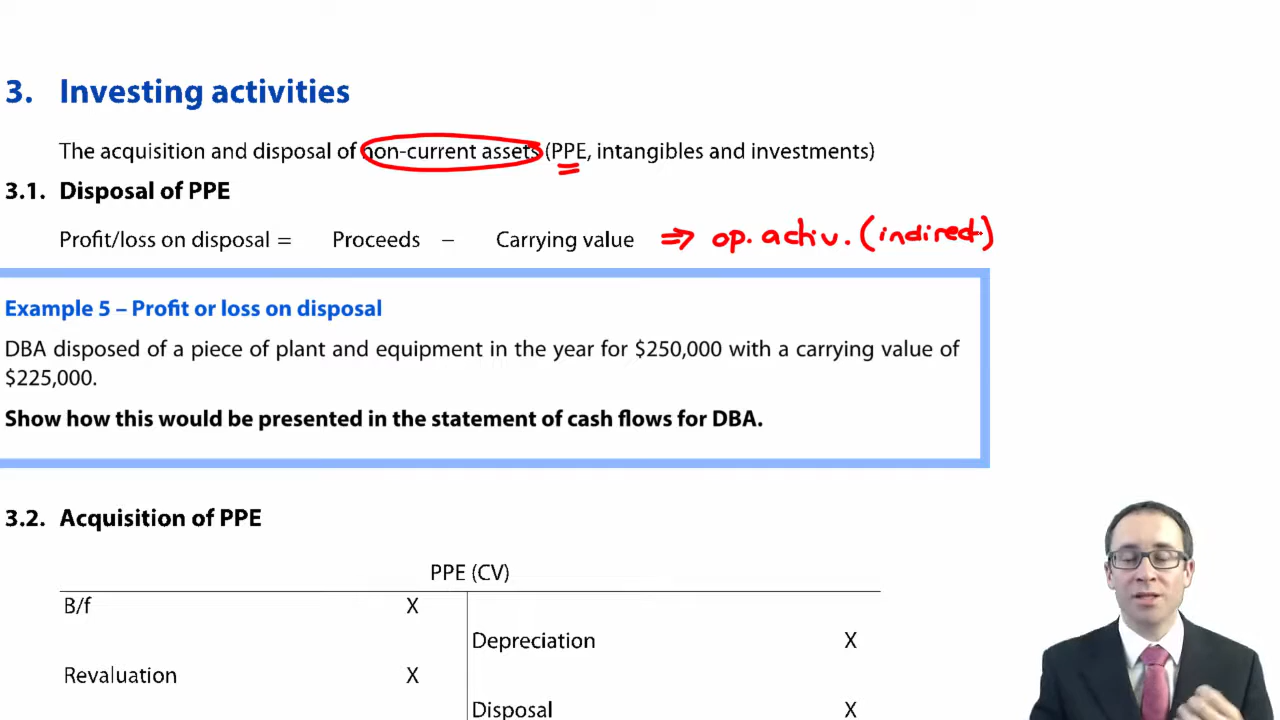 3. Investing activities
The acquisition and disposal of non-current assets (PPE, intangibles and investments)
3.1. Disposal of PPE
Profit/loss on disposal = Proceeds – Carrying value ⇒ op. activ. (indirect)
Example 5 – Profit or loss on disposal
DBA disposed of a piece of plant and equipment in the year for $250,000 with a carrying value of
$225,000.
Show how this would be presented in the statement of cash flows for DBA.
3.2. Acquisition of PPE
PPE (CV)
B/f X
Depreciation X
Revaluation X
Disposal X